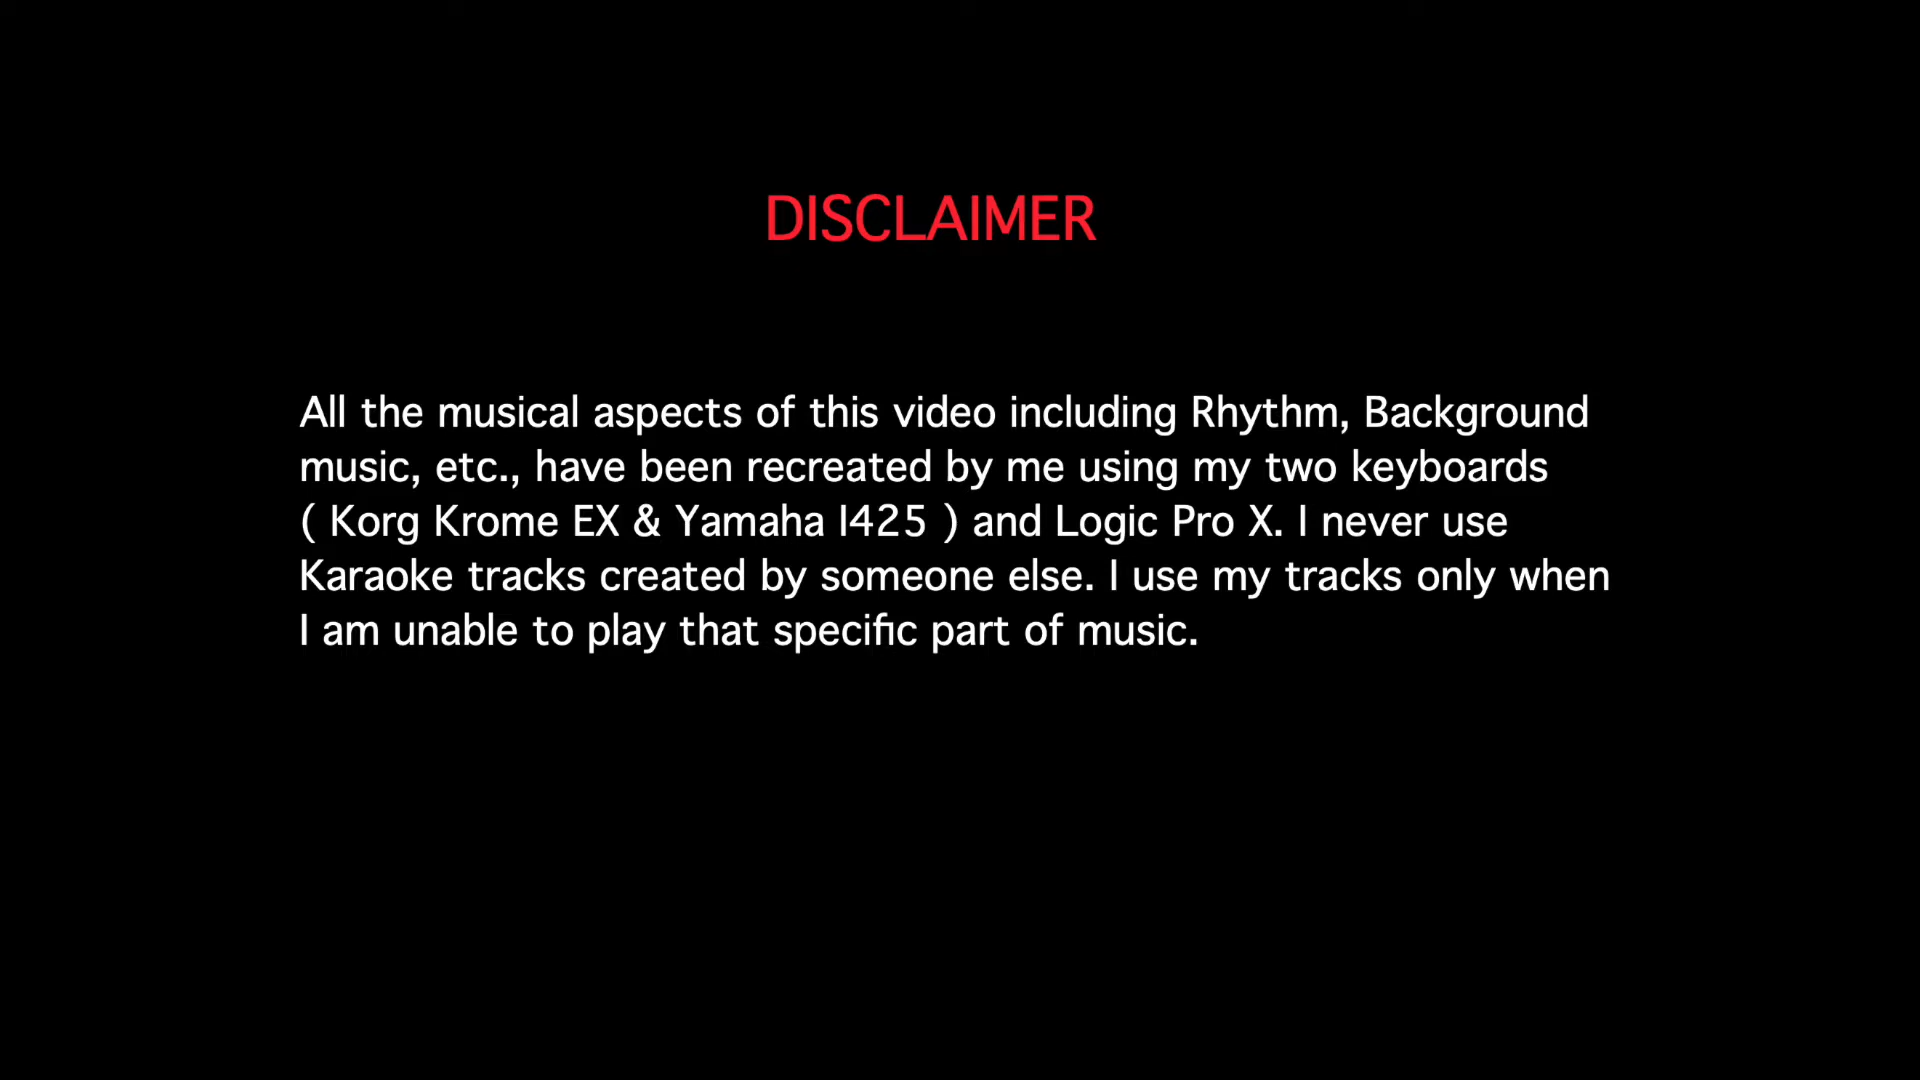 DISCLAIMER
All the musical aspects of this video including Rhythm, Background
music, etc., have been recreated by me using my two keyboards
( Korg Krome EX & Yamaha I425 ) and Logic Pro X. I never use
Karaoke tracks created by someone else. I use my tracks only when
I am unable to play that specific part of music.